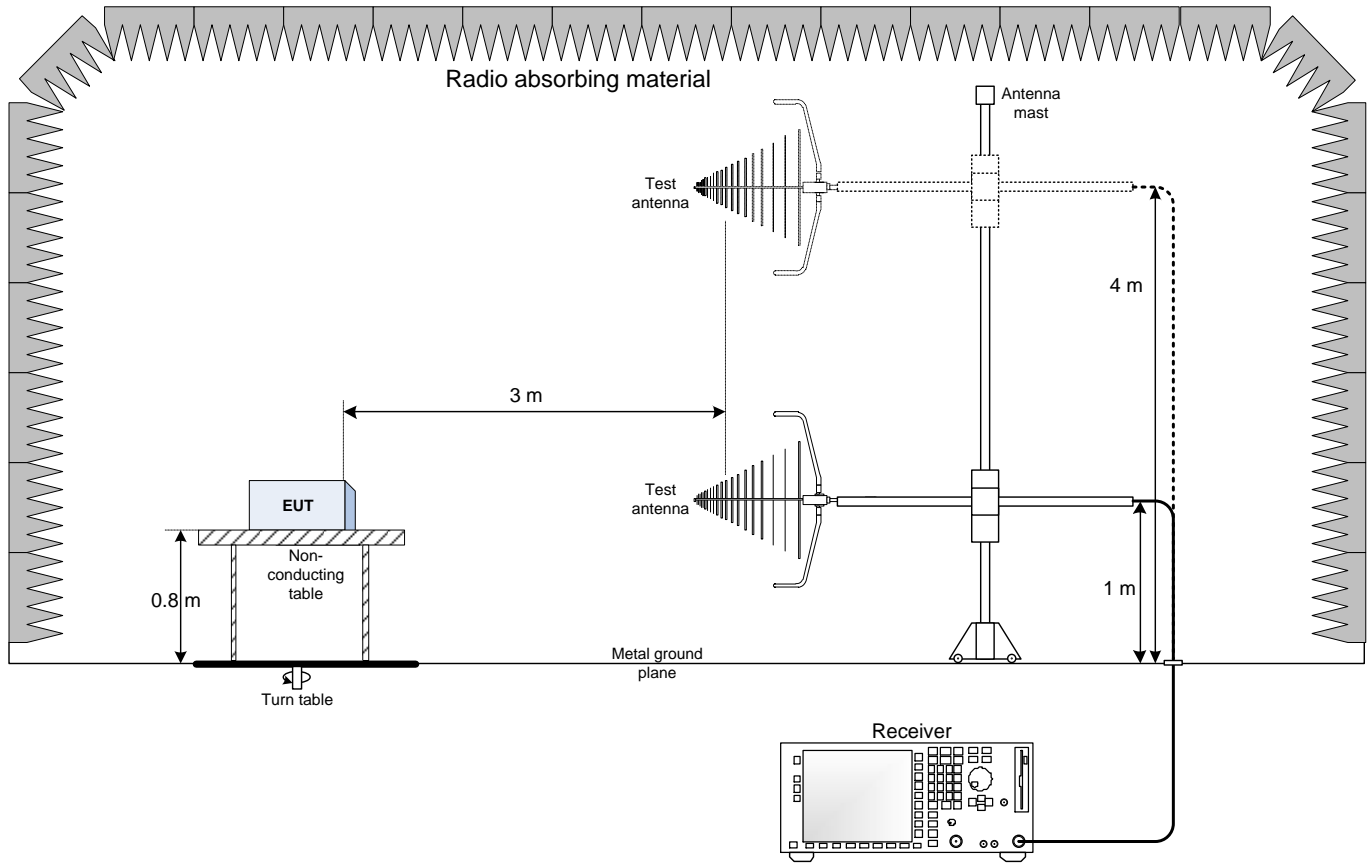 Radio absorbing material
Antenna
mast
Test
antenna
4 m
3 m
Test
antenna
EUT
Non-
conducting
table
0.8 m
1 m
Metal ground
plane
Turn table
Receiver